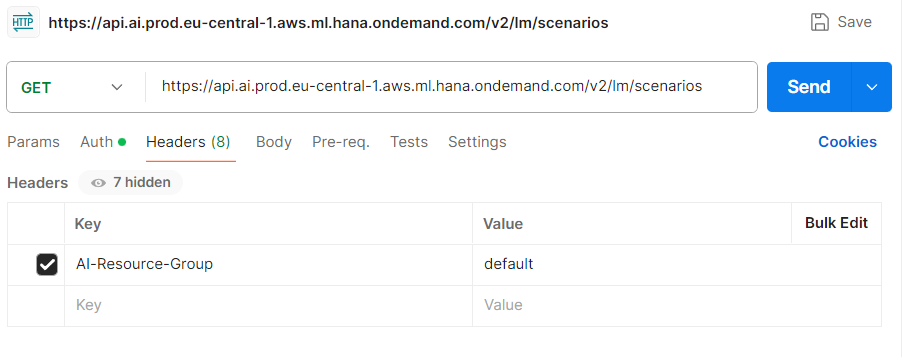 HTTP https://api.ai.prod.eu-central-1.aws.ml.hana.ondemand.com/v2/lm/scenarios Save
GET https://api.ai.prod.eu-central-1.aws.ml.hana.ondemand.com/v2/lm/scenarios Send
Params Auth Headers (8) Body Pre-req. Tests Settings Cookies
Headers 7 hidden
Key Value Bulk Edit
AI-Resource-Group default
Key Value